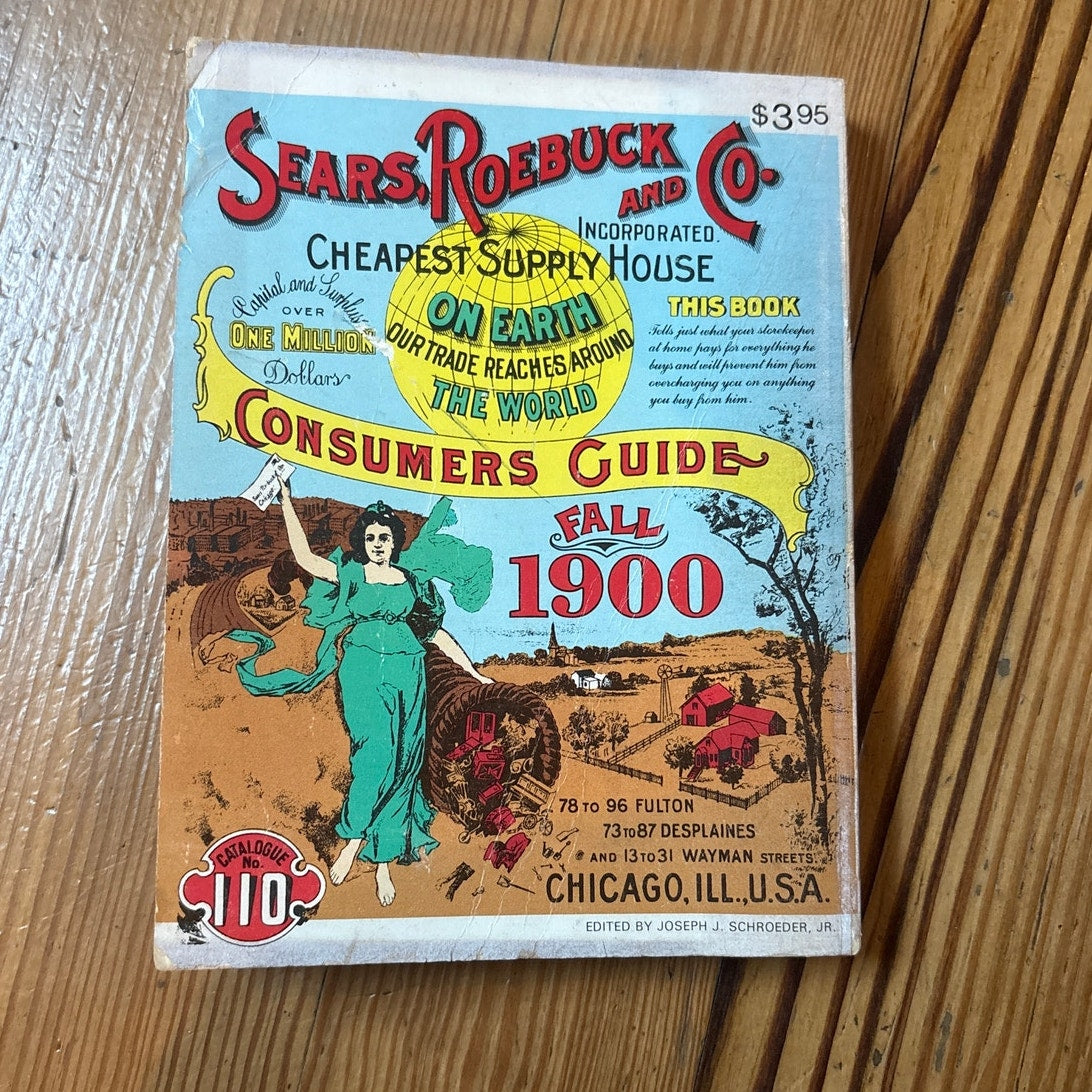 $3.95
SEARS, ROEBUCK AND CO.
INCORPORATED.
CHEAPEST SUPPLY HOUSE
ON EARTH
OUR TRADE REACHES AROUND
THE WORLD
Capital and Surplus
OVER
ONE MILLION
Dollars
THIS BOOK
Tells just what your storekeeper
at home pays for everything he
buys and will prevent him from
overcharging you on anything
you buy from him.
CONSUMERS GUIDE
FALL
1900
78 TO 96 FULTON
73 TO 87 DESPLAINES
AND 13 TO 31 WAYMAN STREETS.
CHICAGO, ILL., U.S.A.
CATALOGUE
No.
110
EDITED BY JOSEPH J. SCHROEDER, JR.